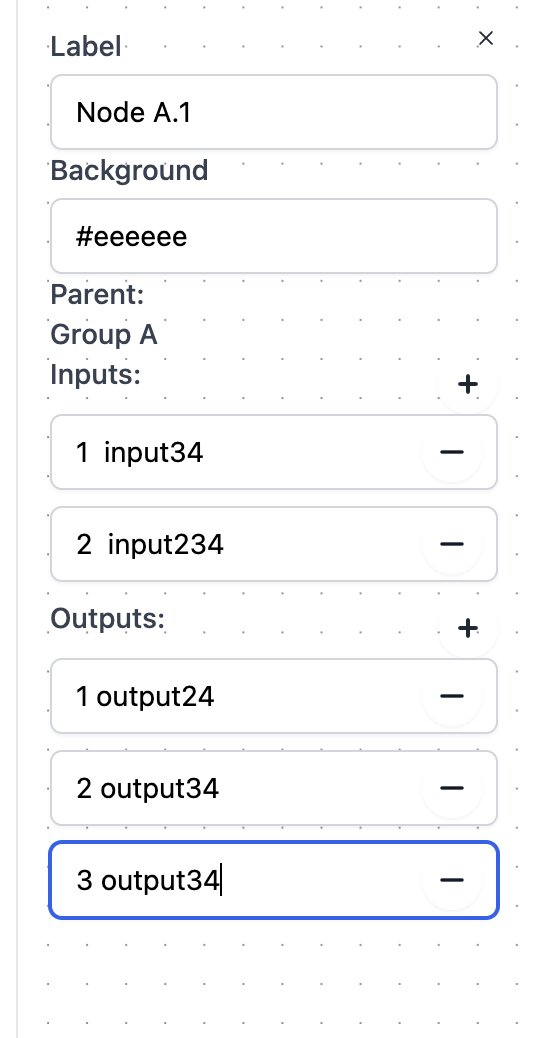 Label
Node A.1
Background
#eeeeee
Parent:
Group A
Inputs:
1  input34
2  input234
Outputs:
1 output24
2 output34
3 output34